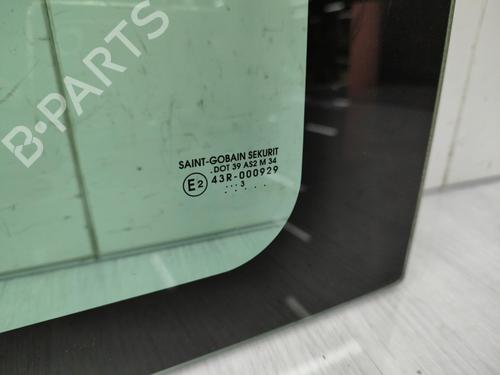 B-PARTS
SAINT-GOBAIN SEKURIT
.DOT 39 AS2 M 34
E2 43R-000929
... 3